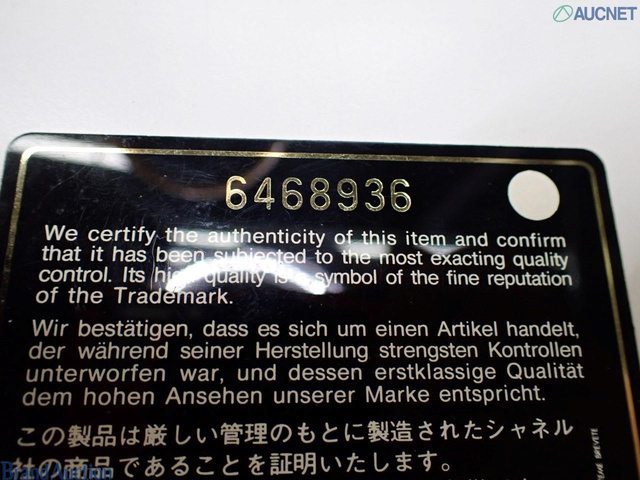 AUCNET
6468936
We certify the authenticity of this item and confirm
that it has been subjected to the most exacting quality
control. Its high quality is a symbol of the fine reputation
of the Trademark.
Wir bestätigen, dass es sich um einen Artikel handelt,
der während seiner Herstellung strengsten Kontrollen
unterworfen war, und dessen erstklassige Qualität
dem hohen Ansehen unserer Marke entspricht.
この製品は厳しい管理のもとに製造されたシャネル
社の商品であることを証明いたします。
BREVETE